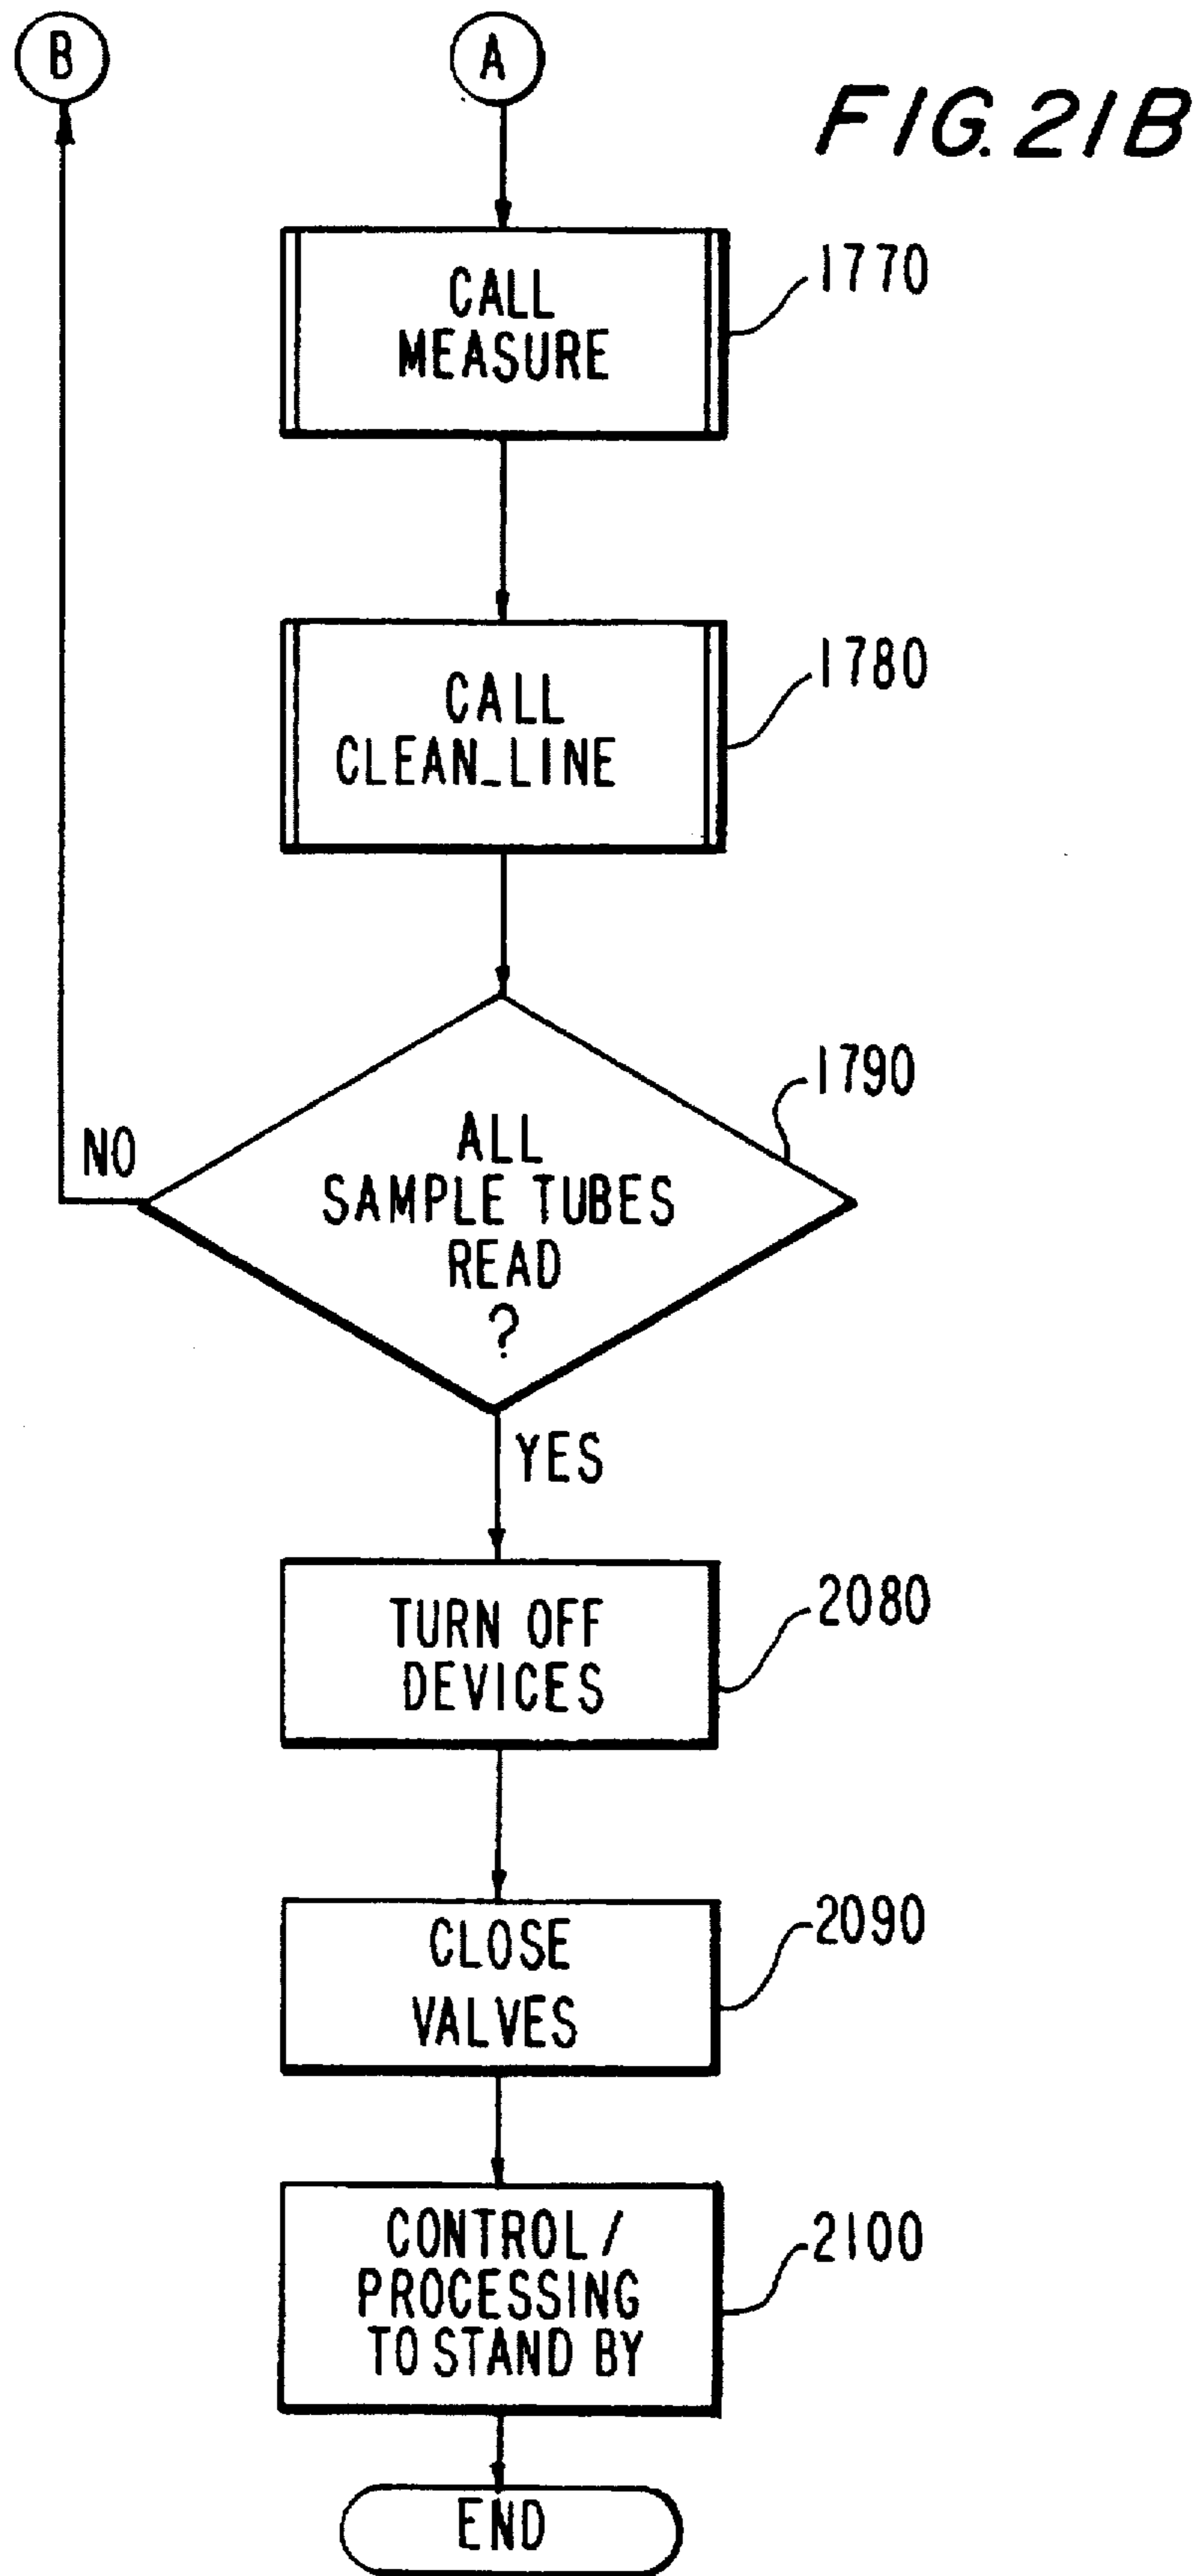 B
A
FIG. 21B
CALL
MEASURE
1770
CALL
CLEAN_LINE
1780
1790
NO
ALL
SAMPLE TUBES
READ
?
YES
TURN OFF
DEVICES
2080
CLOSE
VALVES
2090
CONTROL/
PROCESSING
TO STAND BY
2100
END